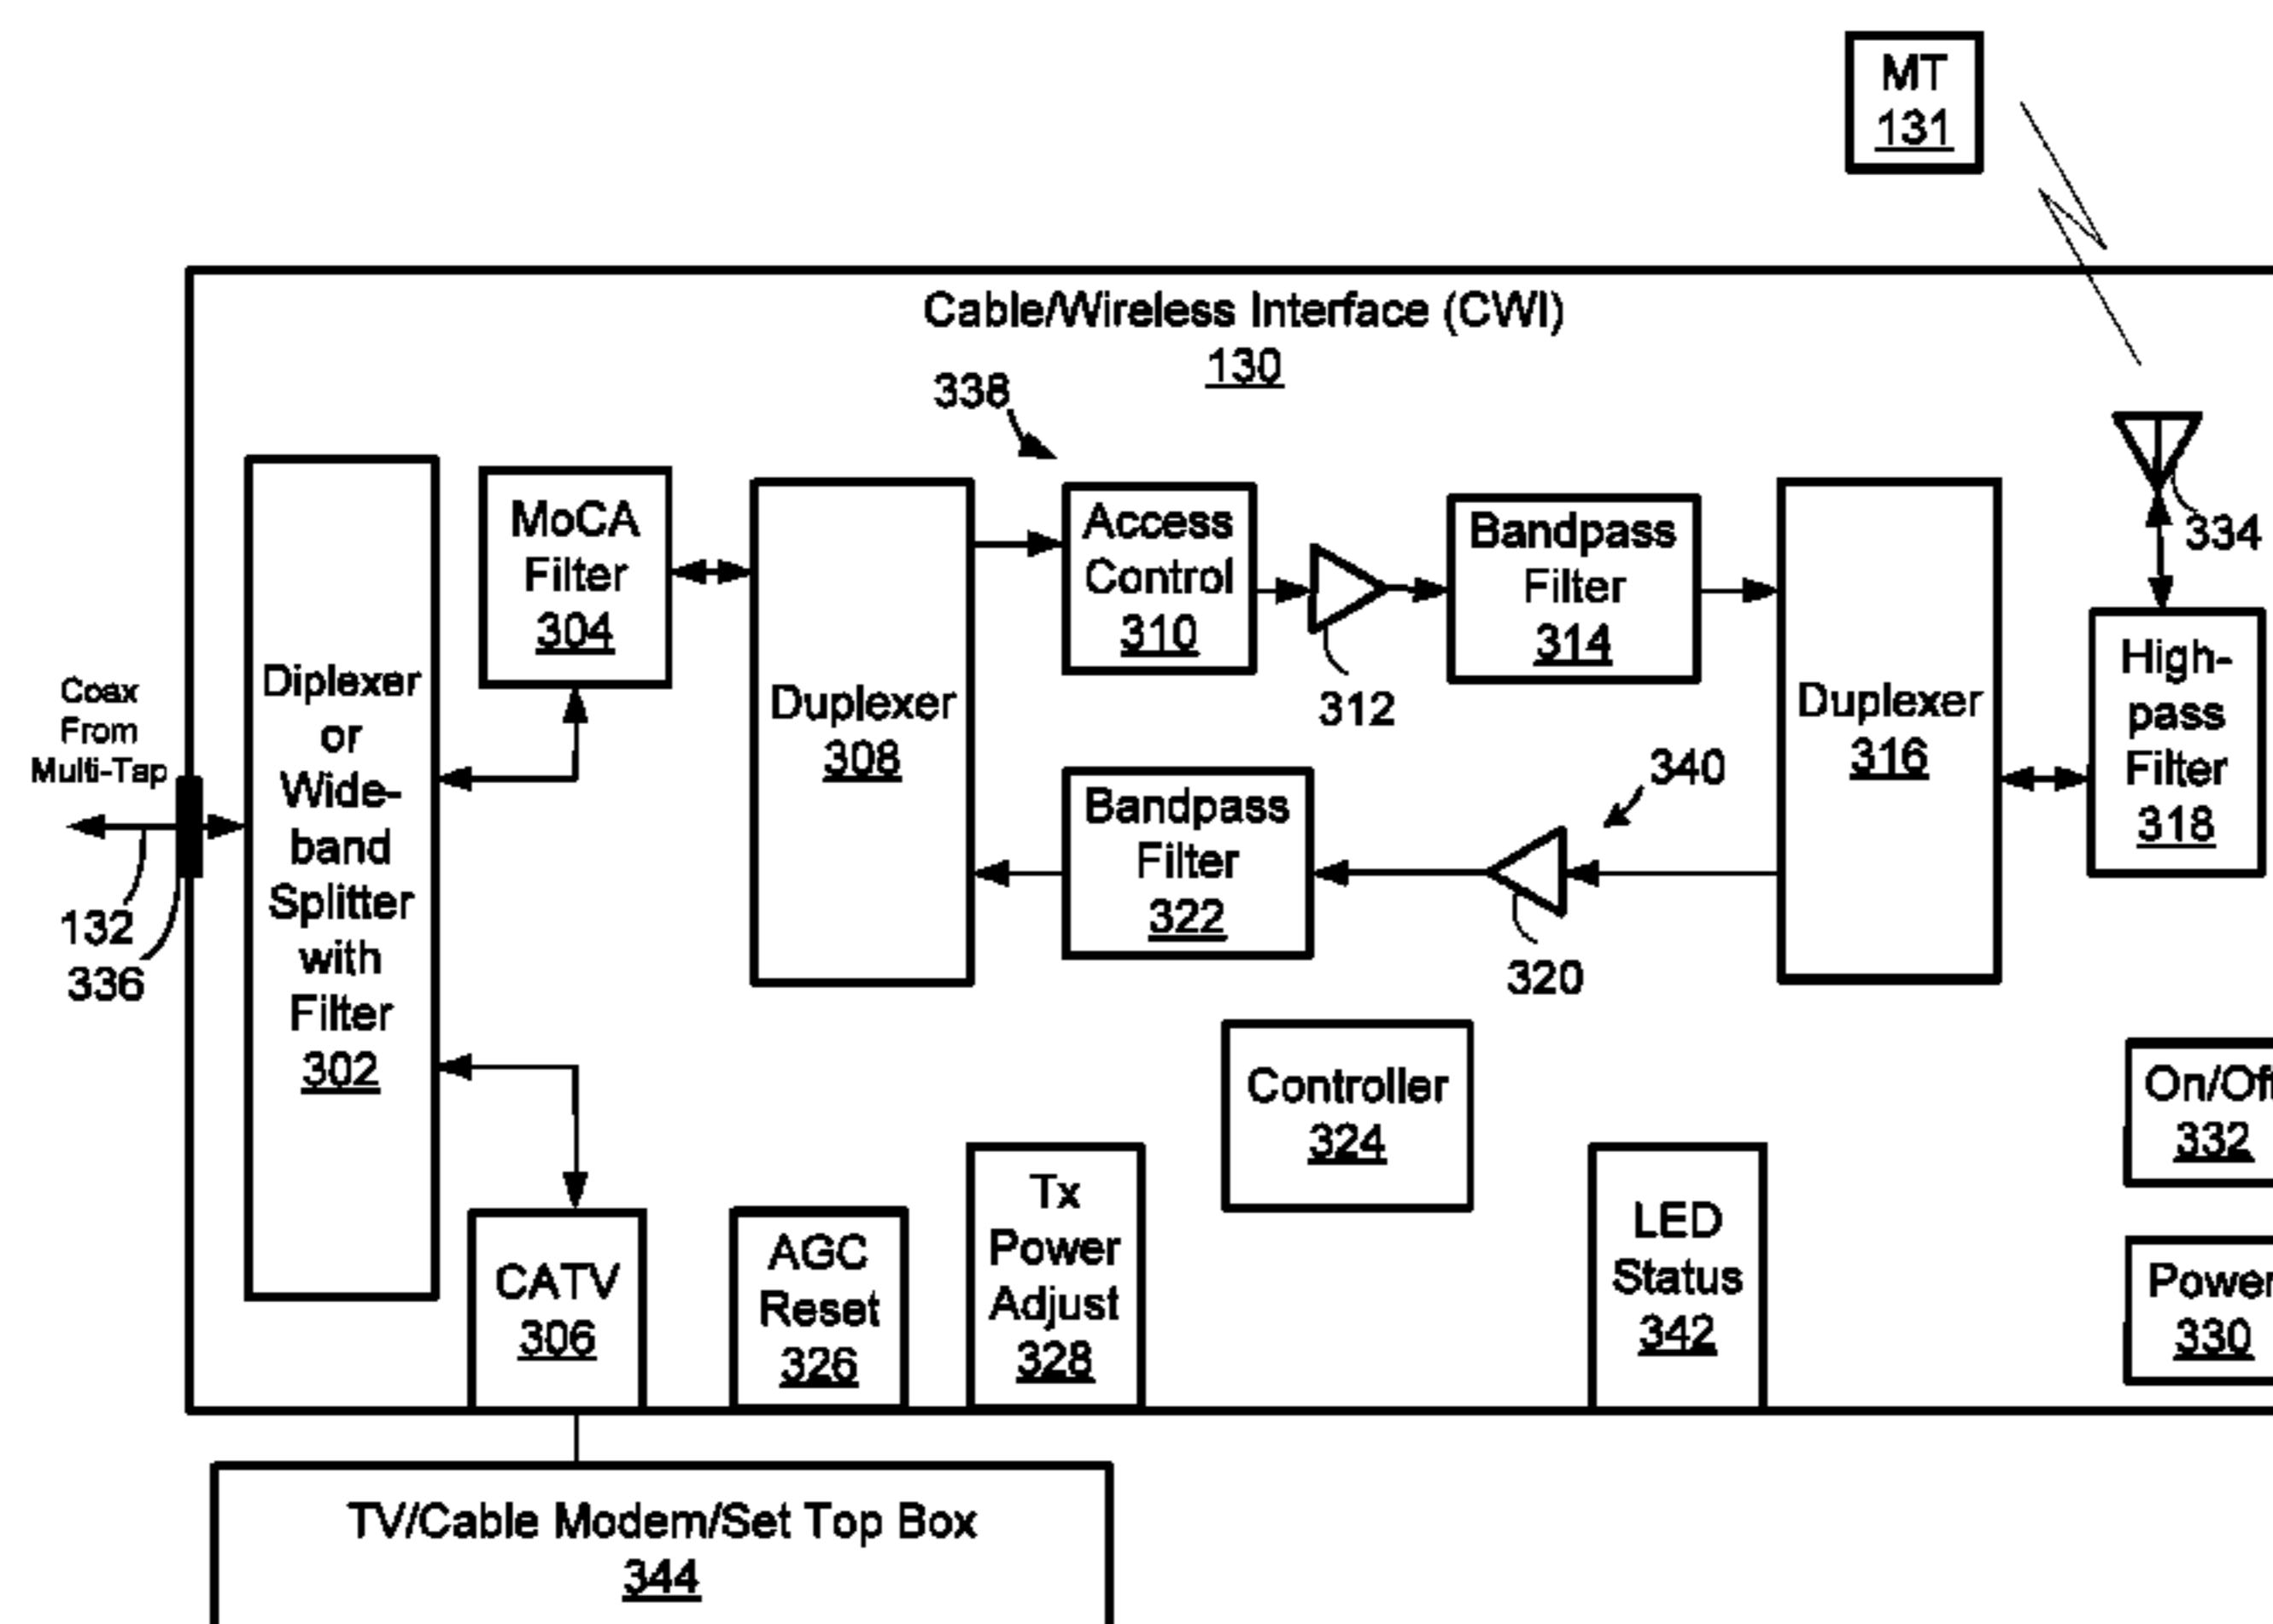 MT
131
Cable/Wireless Interface (CWI)
130
338
MoCA
Filter
304
Access
Control
310
312
Bandpass
Filter
314
334
High-
pass
Filter
318
Coax
From
Multi-Tap
132
336
Diplexer
or
Wide-
band
Splitter
with
Filter
302
Duplexer
308
Bandpass
Filter
322
340
320
Duplexer
316
Controller
324
On/Off
332
CATV
306
AGC
Reset
326
Tx
Power
Adjust
328
LED
Status
342
Power
330
TV/Cable Modem/Set Top Box
344